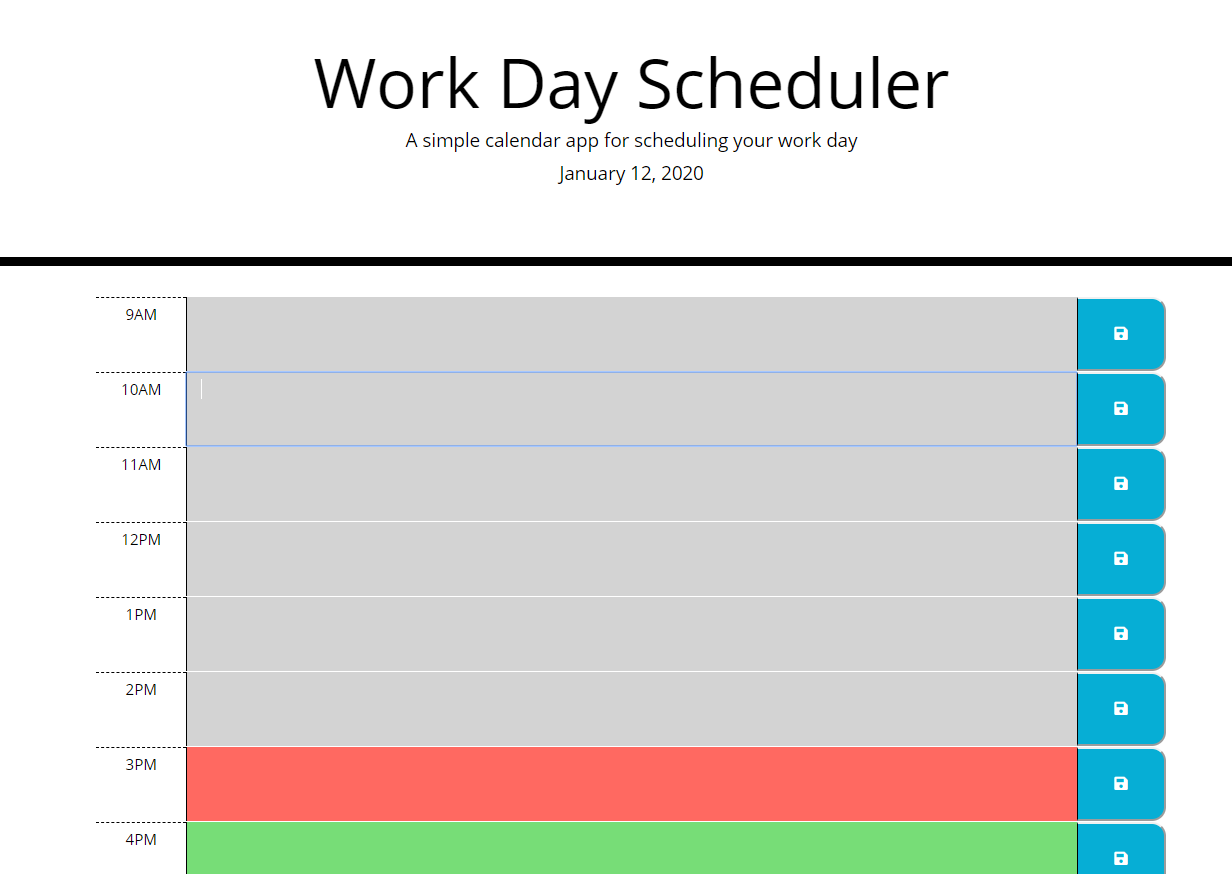 Work Day Scheduler
A simple calendar app for scheduling your work day
January 12, 2020
9AM
10AM
11AM
12PM
1PM
2PM
3PM
4PM